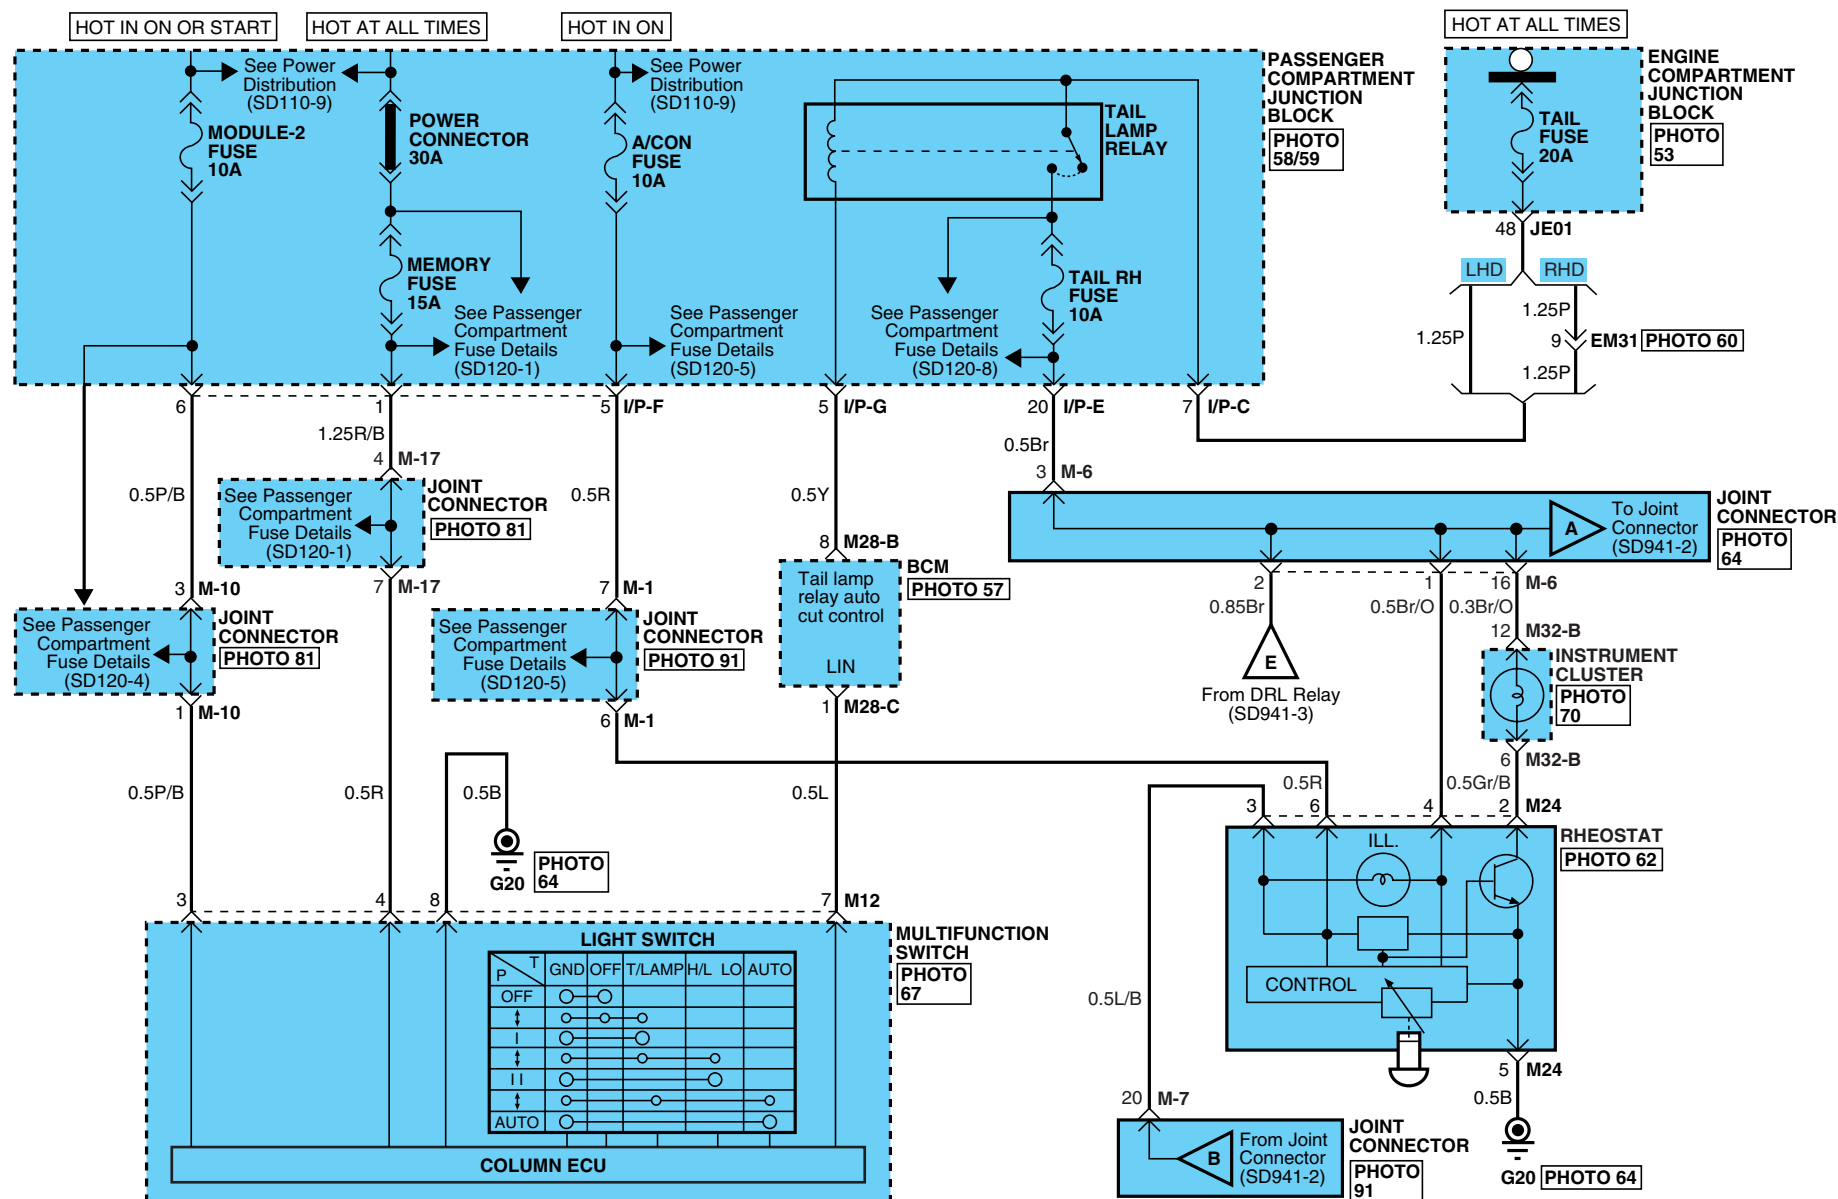 HOT IN ON OR START
HOT AT ALL TIMES
HOT IN ON
HOT AT ALL TIMES
See Power
Distribution
(SD110-9)
See Power
Distribution
(SD110-9)
MODULE-2
FUSE
10A
POWER
CONNECTOR
30A
A/CON
FUSE
10A
TAIL
LAMP
RELAY
PASSENGER
COMPARTMENT
JUNCTION
BLOCK
PHOTO
58/59
TAIL
FUSE
20A
ENGINE
COMPARTMENT
JUNCTION
BLOCK
PHOTO
53
MEMORY
FUSE
15A
See Passenger
Compartment
Fuse Details
(SD120-1)
See Passenger
Compartment
Fuse Details
(SD120-5)
See Passenger
Compartment
Fuse Details
(SD120-8)
TAIL RH
FUSE
10A
48 JE01
LHD
RHD
1.25P
1.25P
9 EM31 PHOTO 60
1.25P
6
1
5 I/P-F
5 I/P-G
20 I/P-E
7 I/P-C
1.25R/B
4 M-17
0.5Br
3 M-6
0.5P/B
See Passenger
Compartment
Fuse Details
(SD120-1)
JOINT
CONNECTOR
PHOTO 81
7 M-17
0.5R
0.5Y
8 M28-B
A
To Joint
Connector
(SD941-2)
JOINT
CONNECTOR
PHOTO
64
2
1
16 M-6
0.85Br
0.5Br/O
0.3Br/O
3 M-10
See Passenger
Compartment
Fuse Details
(SD120-4)
JOINT
CONNECTOR
PHOTO 81
1 M-10
7 M-1
See Passenger
Compartment
Fuse Details
(SD120-5)
JOINT
CONNECTOR
PHOTO 91
6 M-1
Tail lamp
relay auto
cut control
LIN
BCM
PHOTO 57
1 M28-C
E
From DRL Relay
(SD941-3)
12 M32-B
INSTRUMENT
CLUSTER
PHOTO
70
6 M32-B
0.5P/B
0.5R
0.5B
0.5L
0.5R
0.5Gr/B
G20
PHOTO
64
3
6
4
2 M24
ILL.
CONTROL
RHEOSTAT
PHOTO 62
3
4
8
7 M12
LIGHT SWITCH
MULTIFUNCTION
SWITCH
PHOTO
67
T
P
GND OFF T/LAMP H/L LO AUTO
OFF
I
I I
AUTO
COLUMN ECU
0.5L/B
20 M-7
B
From Joint
Connector
(SD941-2)
JOINT
CONNECTOR
PHOTO
91
5 M24
0.5B
G20 PHOTO 64